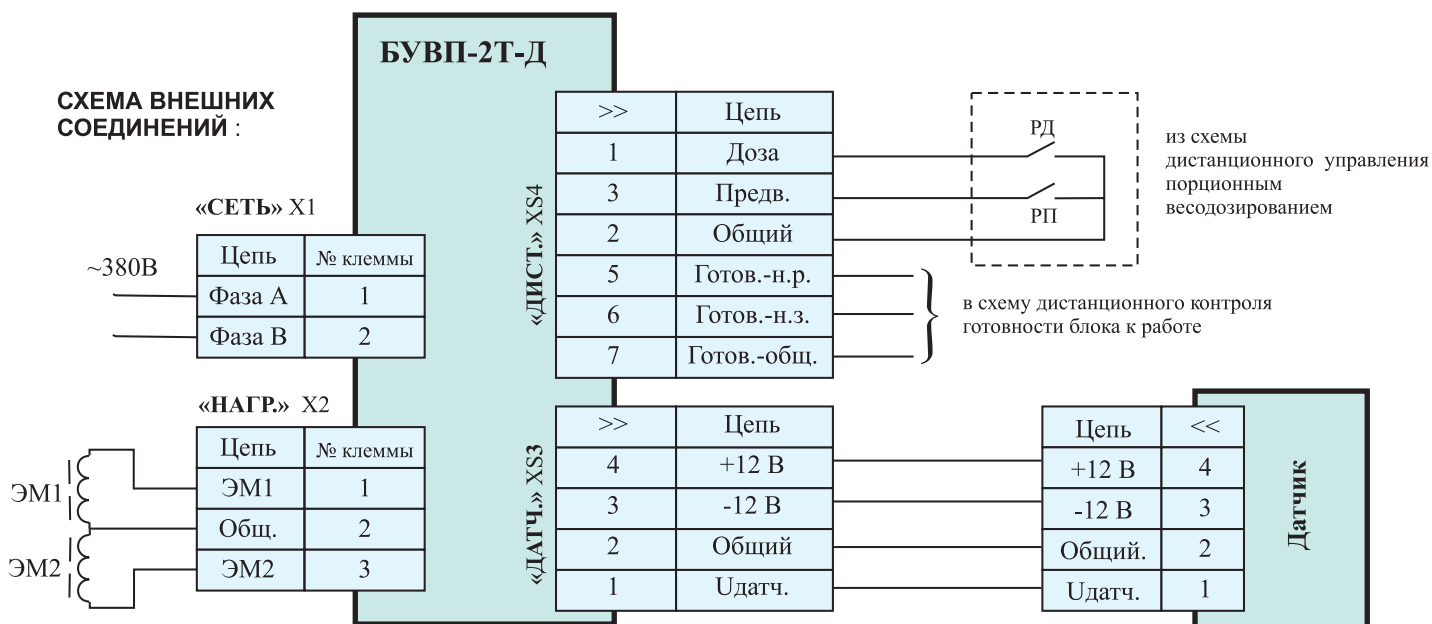 БУВП-2Т-Д
СХЕМА ВНЕШНИХ
СОЕДИНЕНИЙ :
«СЕТЬ» X1
~380В
Цепь № клеммы
Фаза А 1
Фаза В 2
«НАГР.» X2
Цепь № клеммы
ЭМ1 1
Общ. 2
ЭМ2 3
ЭМ1
ЭМ2
«ДИСТ.» XS4
>> Цепь
1 Доза
3 Предв.
2 Общий
5 Готов.-н.р.
6 Готов.-н.з.
7 Готов.-общ.
РД
РП
из схемы
дистанционного управления
порционным
весодозированием
в схему дистанционного контроля
готовности блока к работе
«ДАТЧ.» XS3
>> Цепь
4 +12 В
3 -12 В
2 Общий
1 Uдатч.
Цепь <<
+12 В 4
-12 В 3
Общий. 2
Uдатч. 1
Датчик